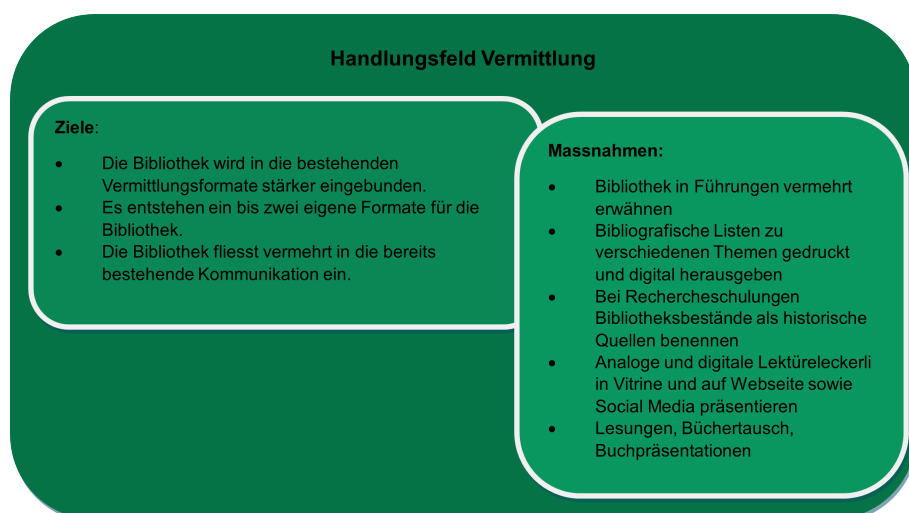 Handlungsfeld Vermittlung
Ziele:
• Die Bibliothek wird in die bestehenden
Vermittlungsformate stärker eingebunden.
• Es entstehen ein bis zwei eigene Formate für die
Bibliothek.
• Die Bibliothek fliesst vermehrt in die bereits
bestehende Kommunikation ein.
Massnahmen:
• Bibliothek in Führungen vermehrt
erwähnen
• Bibliografische Listen zu
verschiedenen Themen gedruckt
und digital herausgeben
• Bei Rechercheschulungen
Bibliotheksbestände als historische
Quellen benennen
• Analoge und digitale Lektüreleckerli
in Vitrine und auf Webseite sowie
Social Media präsentieren
• Lesungen, Büchertausch,
Buchpräsentationen